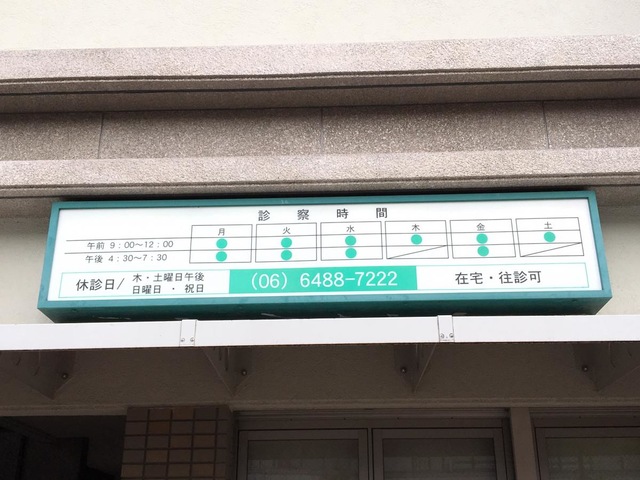 診察時間
月 火 水 木 金 土
午前 9:00〜12:00 ● ● ● ● ● ●
午後 4:30〜7:30 ● ● ● ●
休診日/ 木・土曜日午後
日曜日・祝日
(06) 6488-7222
在宅・往診可